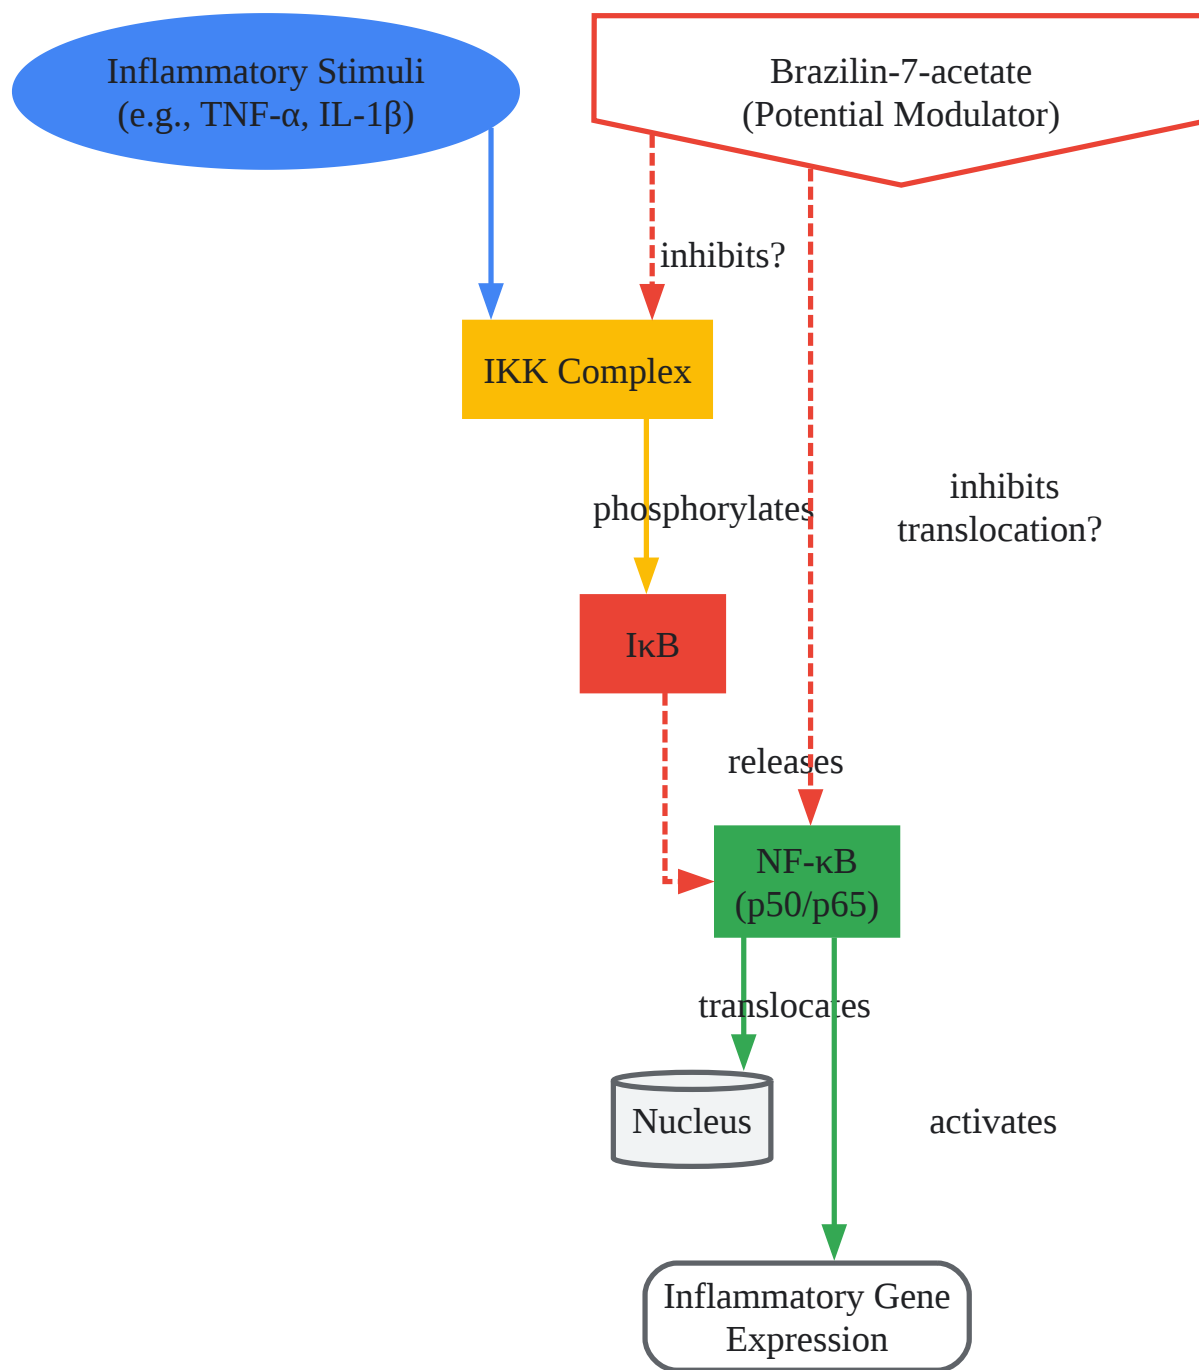 Inflammatory Stimuli
(e.g., TNF-α, IL-1β)
Brazilin-7-acetate
(Potential Modulator)
inhibits?
IKK Complex
phosphorylates
inhibits
translocation?
IκB
releases
NF-κB
(p50/p65)
translocates
Nucleus
activates
Inflammatory Gene
Expression